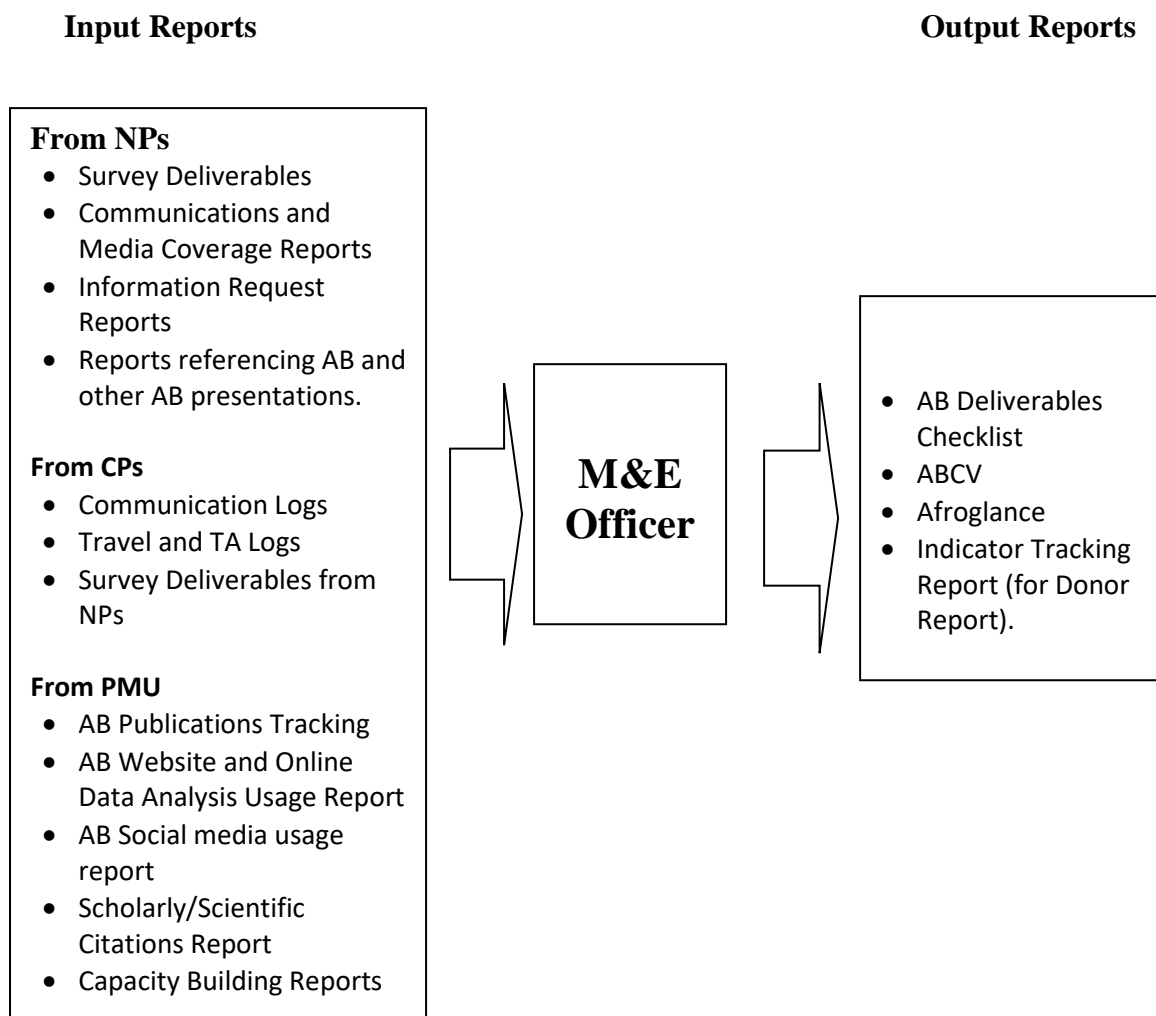 Input Reports
Output Reports
From NPs
• Survey Deliverables
• Communications and
Media Coverage Reports
• Information Request
Reports
• Reports referencing AB and
other AB presentations.
From CPs
• Communication Logs
• Travel and TA Logs
• Survey Deliverables from
NPs
From PMU
• AB Publications Tracking
• AB Website and Online
Data Analysis Usage Report
• AB Social media usage
report
• Scholarly/Scientific
Citations Report
• Capacity Building Reports
M&E
Officer
• AB Deliverables
Checklist
• ABCV
• Afroglance
• Indicator Tracking
Report (for Donor
Report).